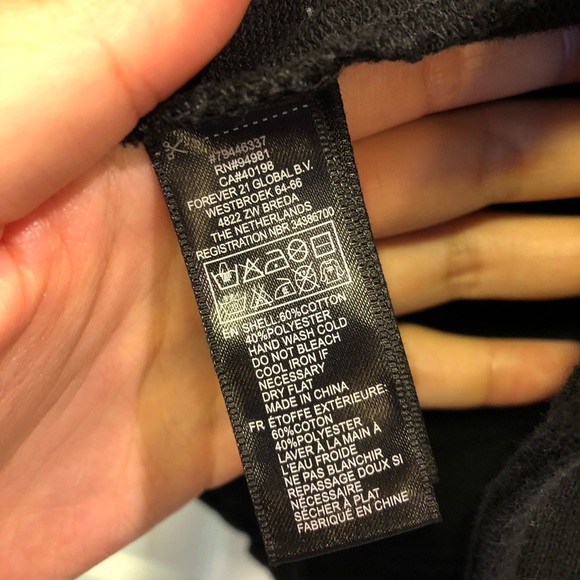 #79446337
RN#94981
CA#40198
FOREVER 21 GLOBAL B.V.
WESTBROEK 64-66
4822 ZW BREDA
THE NETHERLANDS
REGISTRATION NBR 34386700
EN SHELL:60%COTTON
40%POLYESTER
HAND WASH COLD
DO NOT BLEACH
COOL IRON IF
NECESSARY
DRY FLAT
MADE IN CHINA
FR ÉTOFFE EXTÉRIEURE:
60%COTON
40%POLYESTER
LAVER À LA MAIN À
L'EAU FROIDE
NE PAS BLANCHIR
REPASSAGE DOUX SI
NÉCESSAIRE
SÉCHER À PLAT
FABRIQUÉ EN CHINE